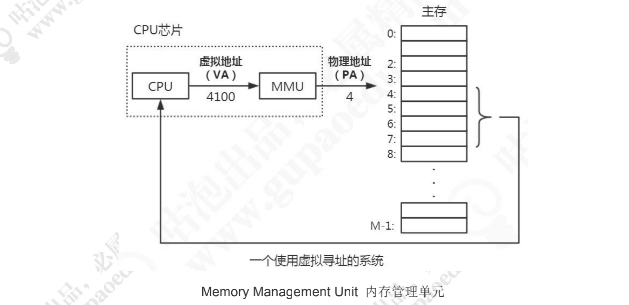 主存
CPU芯片
0:
虚拟地址
(VA)
物理地址
(PA)
2:
3:
CPU
MMU
4100
4
4:
5:
6:
7:
8:
M-1:
一个使用虚拟寻址的系统
Memory Management Unit 内存管理单元